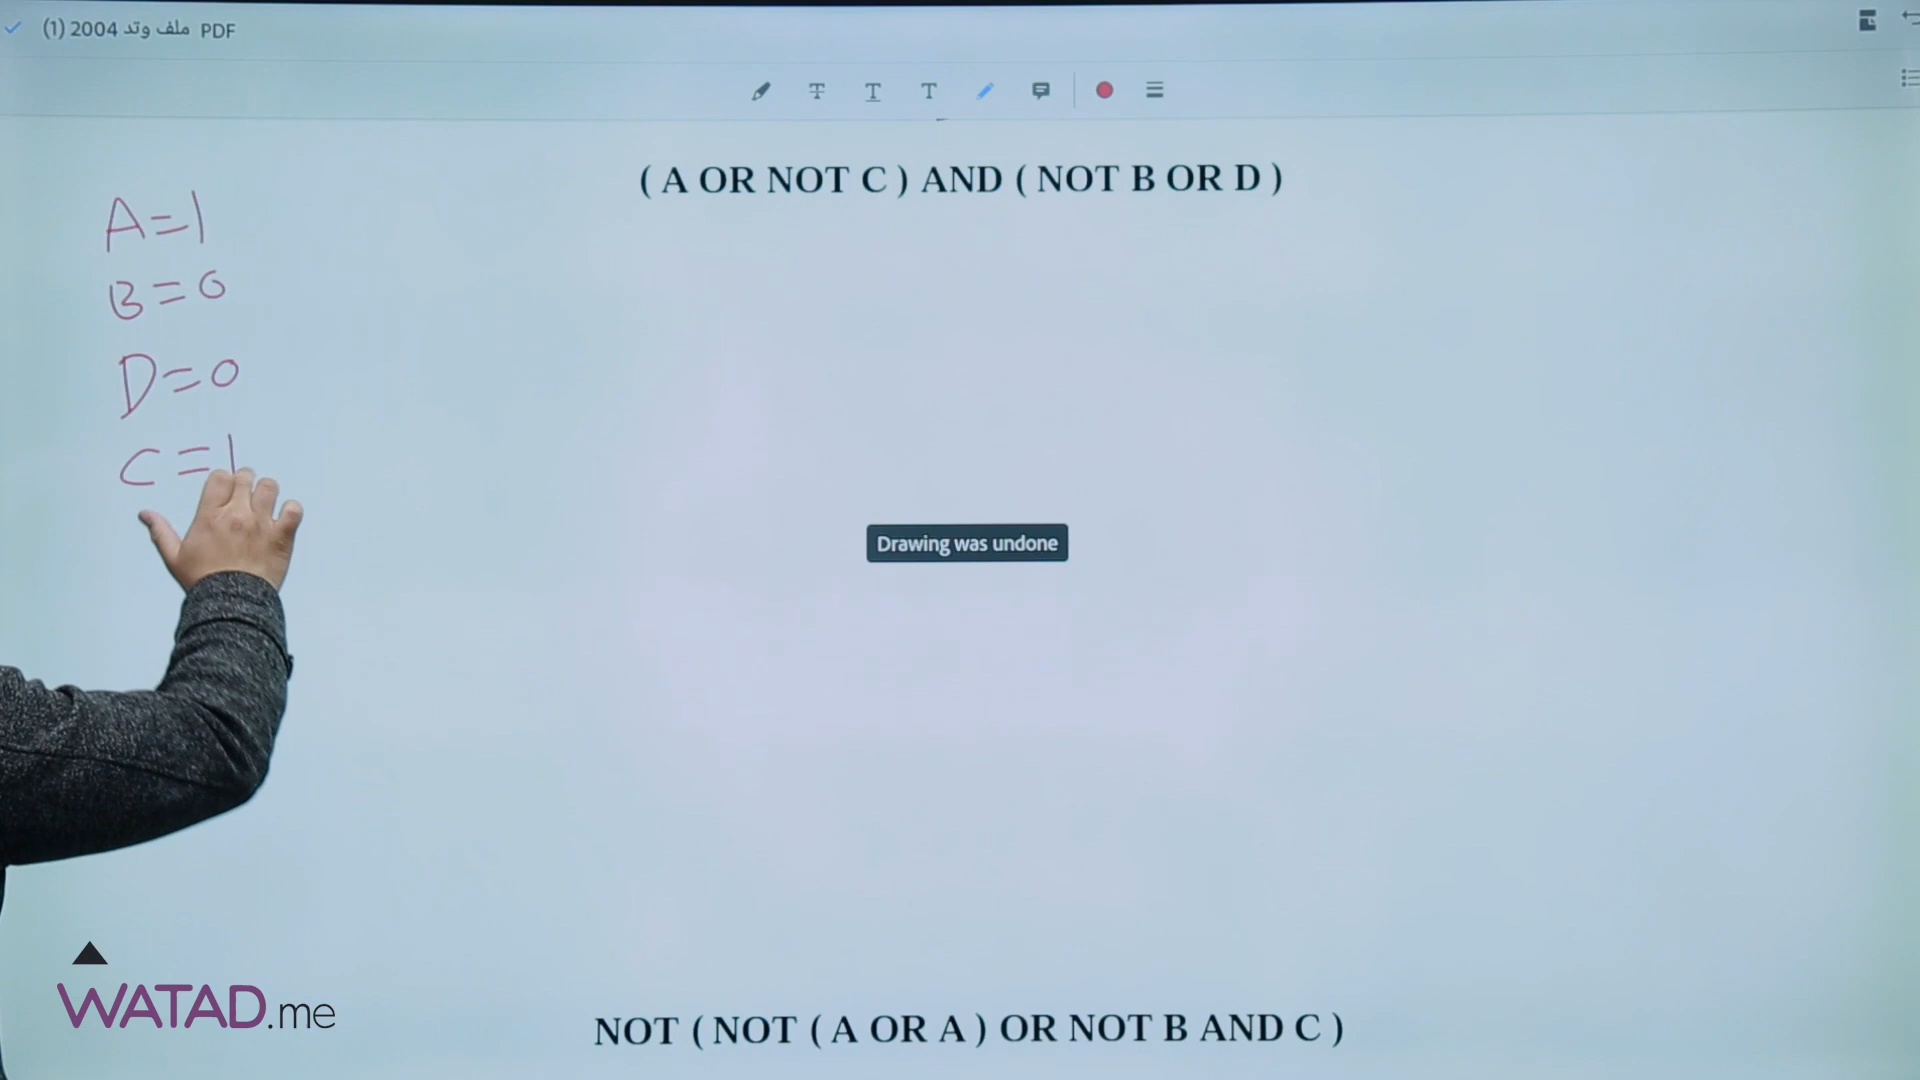 ملف وتد 2004 (1) PDF
( A OR NOT C ) AND ( NOT B OR D )
A=1
B=0
D=0
C=1
Drawing was undone
WATAD.me
NOT ( NOT ( A OR A ) OR NOT B AND C )